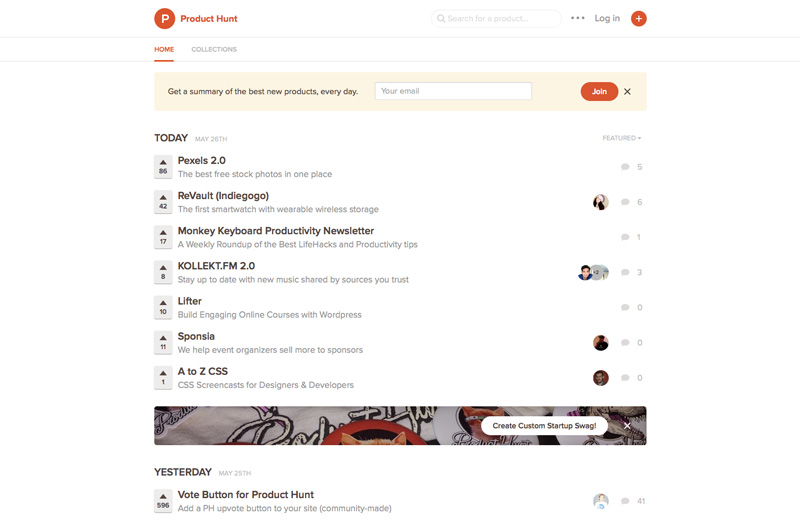 P Product Hunt
Search for a product...
Log in
+
HOME COLLECTIONS
Get a summary of the best new products, every day.
Your email
Join
TODAY MAY 26TH
FEATURED
86
Pexels 2.0
The best free stock photos in one place
5
42
ReVault (Indiegogo)
The first smartwatch with wearable wireless storage
6
17
Monkey Keyboard Productivity Newsletter
A Weekly Roundup of the Best LifeHacks and Productivity tips
1
8
KOLLEKT.FM 2.0
Stay up to date with new music shared by sources you trust
+2
3
10
Lifter
Build Engaging Online Courses with Wordpress
0
11
Sponsia
We help event organizers sell more to sponsors
0
1
A to Z CSS
CSS Screencasts for Designers & Developers
0
Product Hunt
Create Custom Startup Swag!
YESTERDAY MAY 25TH
596
Vote Button for Product Hunt
Add a PH upvote button to your site (community-made)
41